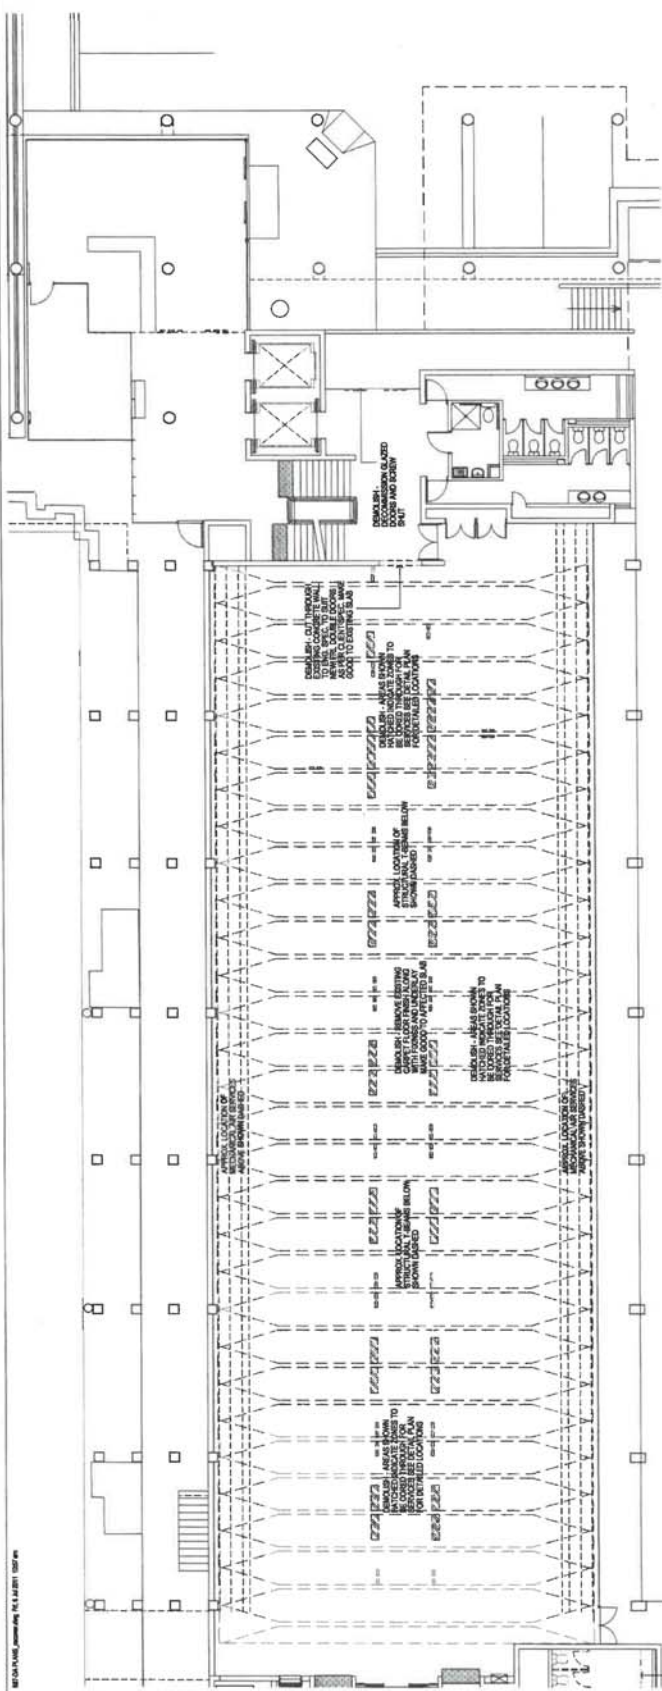 DEMOLISH -
DECOMMISSION GLAZED
DOORS AND SCREW
SHUT
DEMOLISH - CUT THROUGH
EXISTING CONCRETE WALL
TO ENG. SPEC. TO SUIT
DOUBLE DOORS
AS PER CLIENT SPEC. MAKE
GOOD TO EXISTING SLAB
DEMOLISH - AREAS SHOWN
HATCHED INDICATE ZONES TO
BE CORED THROUGH FOR
SERVICES SEE DETAIL PLAN
FOR DETAILED LOCATIONS
APPROX. LOCATION OF
STRUCTURAL T-BEAMS BELOW
SHOWN DASHED
DEMOLISH - REMOVE EXISTING
CARPET FLOOR FINISH ALONG
WITH FIXINGS AND UNDERLAY
MAKE GOOD TO AFFECTED SLAB
DEMOLISH - AREAS SHOWN
HATCHED INDICATE ZONES TO
BE CORED THROUGH FOR
SERVICES SEE DETAIL PLAN
FOR DETAILED LOCATIONS
APPROX. LOCATION OF
MECHANICAL AIR SERVICES
ABOVE SHOWN DASHED
APPROX. LOCATION OF
MECHANICAL AIR SERVICES
ABOVE SHOWN DASHED
APPROX. LOCATION OF
STRUCTURAL T-BEAMS BELOW
SHOWN DASHED
DEMOLISH - AREAS SHOWN
HATCHED INDICATE ZONES TO
BE CORED THROUGH FOR
SERVICES SEE DETAIL PLAN
FOR DETAILED LOCATIONS